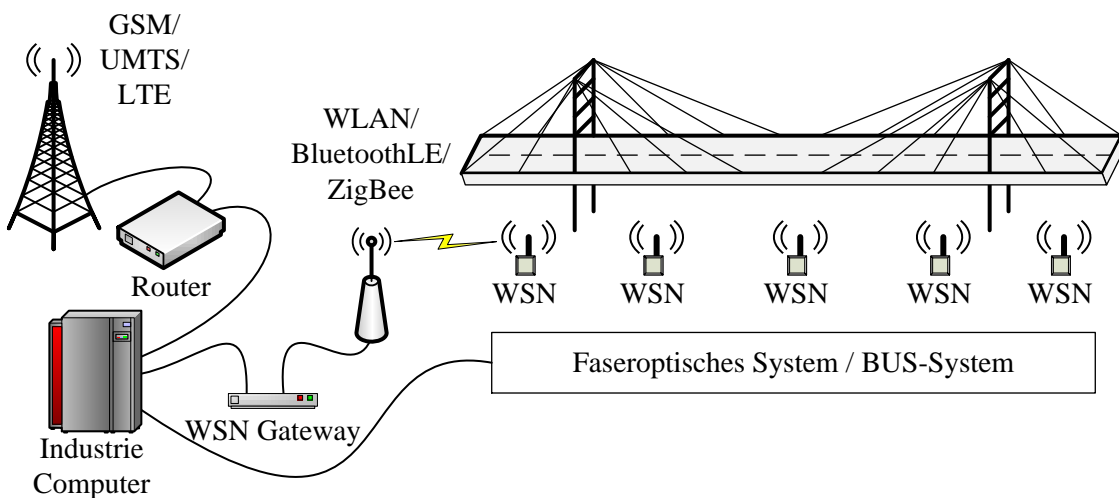 GSM/
UMTS/
LTE
WLAN/
BluetoothLE/
ZigBee
Router
WSN
WSN
WSN
WSN
WSN
Faseroptisches System / BUS-System
WSN Gateway
Industrie
Computer